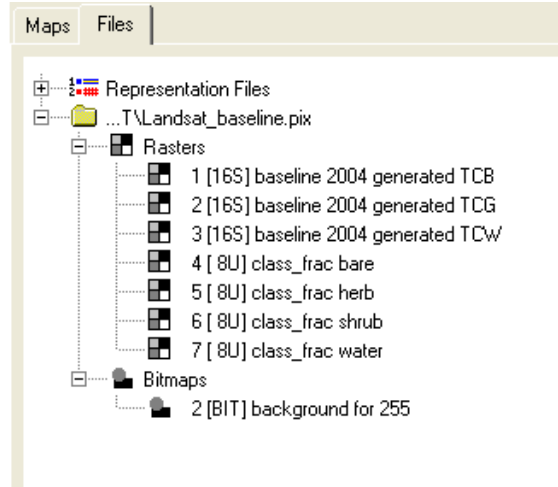 Maps Files
Representation Files
...T\Landsat_baseline.pix
Rasters
1 [16S] baseline 2004 generated TCB
2 [16S] baseline 2004 generated TCG
3 [16S] baseline 2004 generated TCW
4 [ 8U] class_frac bare
5 [ 8U] class_frac herb
6 [ 8U] class_frac shrub
7 [ 8U] class_frac water
Bitmaps
2 [BIT] background for 255